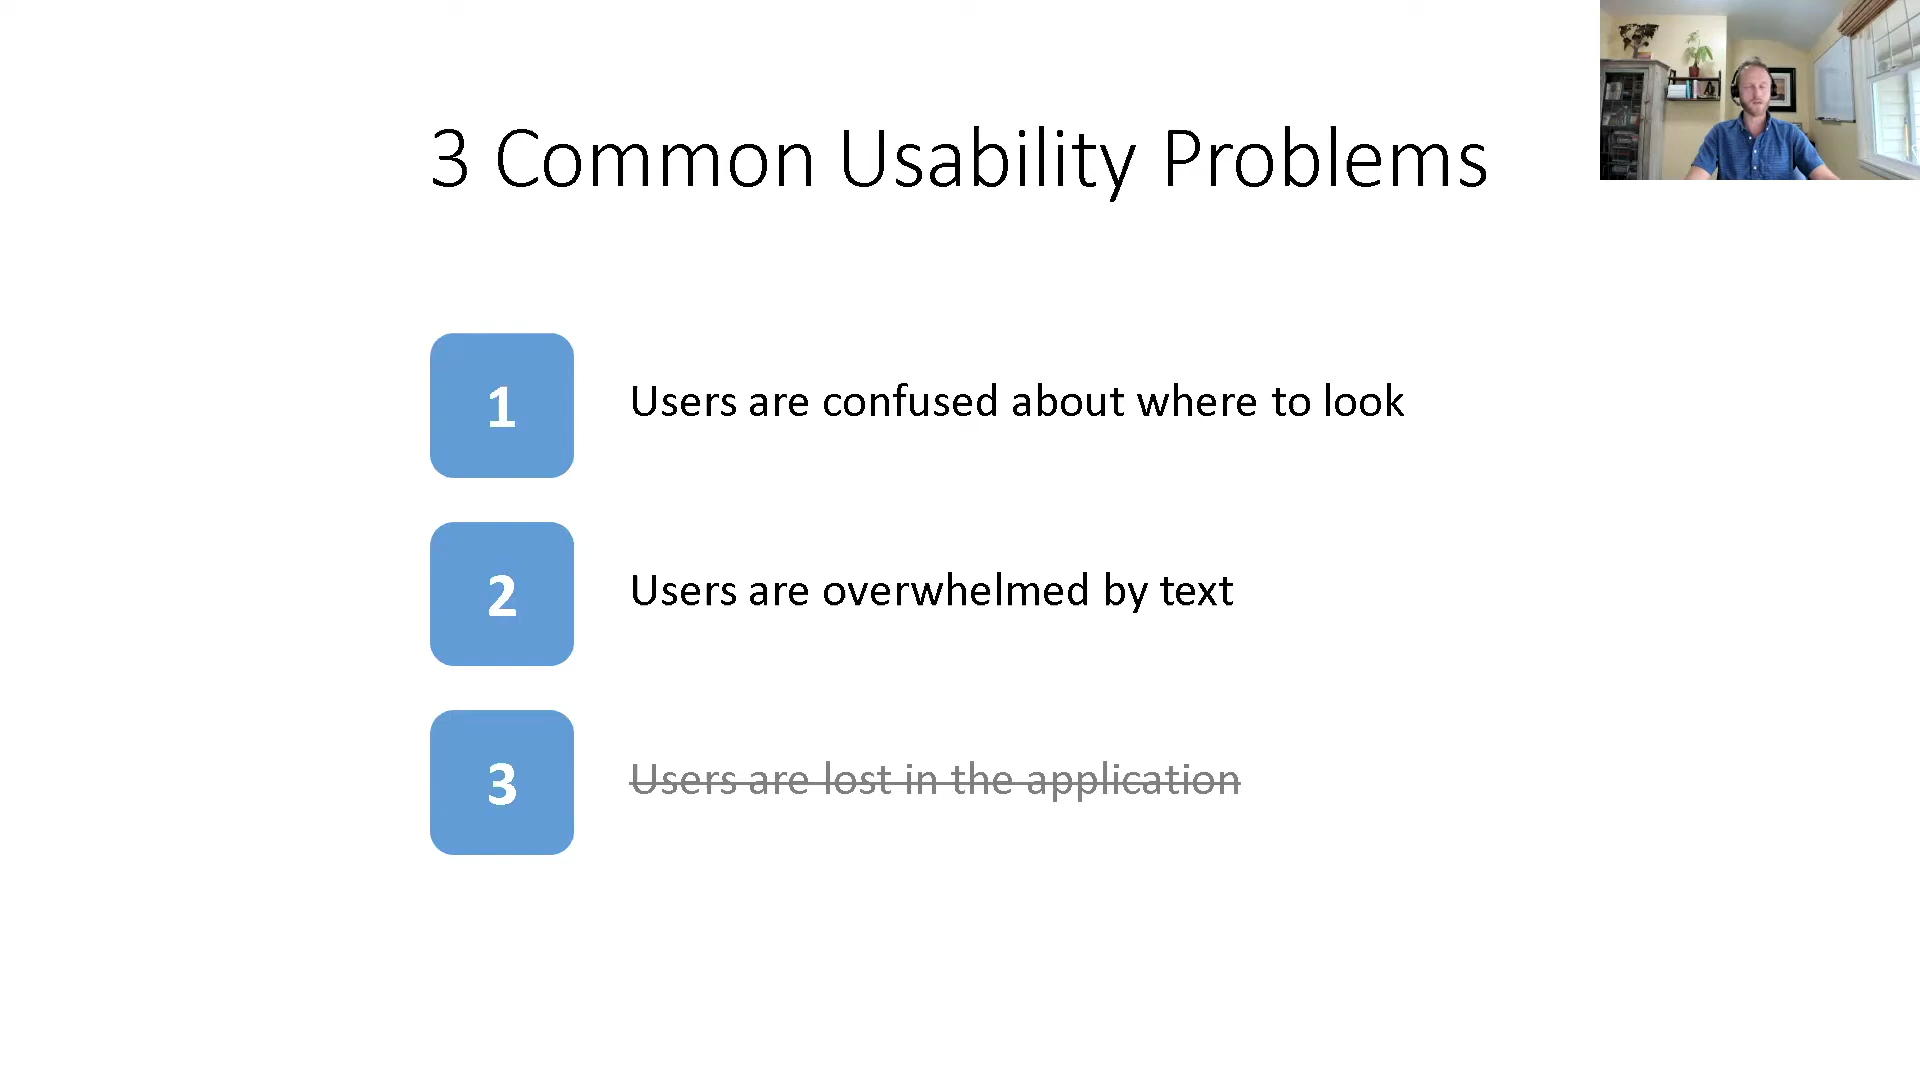 3 Common Usability Problems
1
Users are confused about where to look
2
Users are overwhelmed by text
3
Users are lost in the application